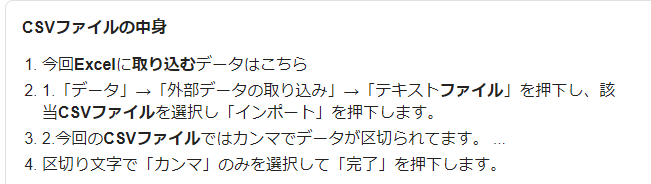 CSVファイルの中身
1. 今回Excelに取り込むデータはこちら
2. 1.「データ」→「外部データの取り込み」→「テキストファイル」を押下し、該
当CSVファイルを選択し「インポート」を押下します。
3. 2.今回のCSVファイルではカンマでデータが区切られてます。 ...
4. 区切り文字で「カンマ」のみを選択して「完了」を押下します。